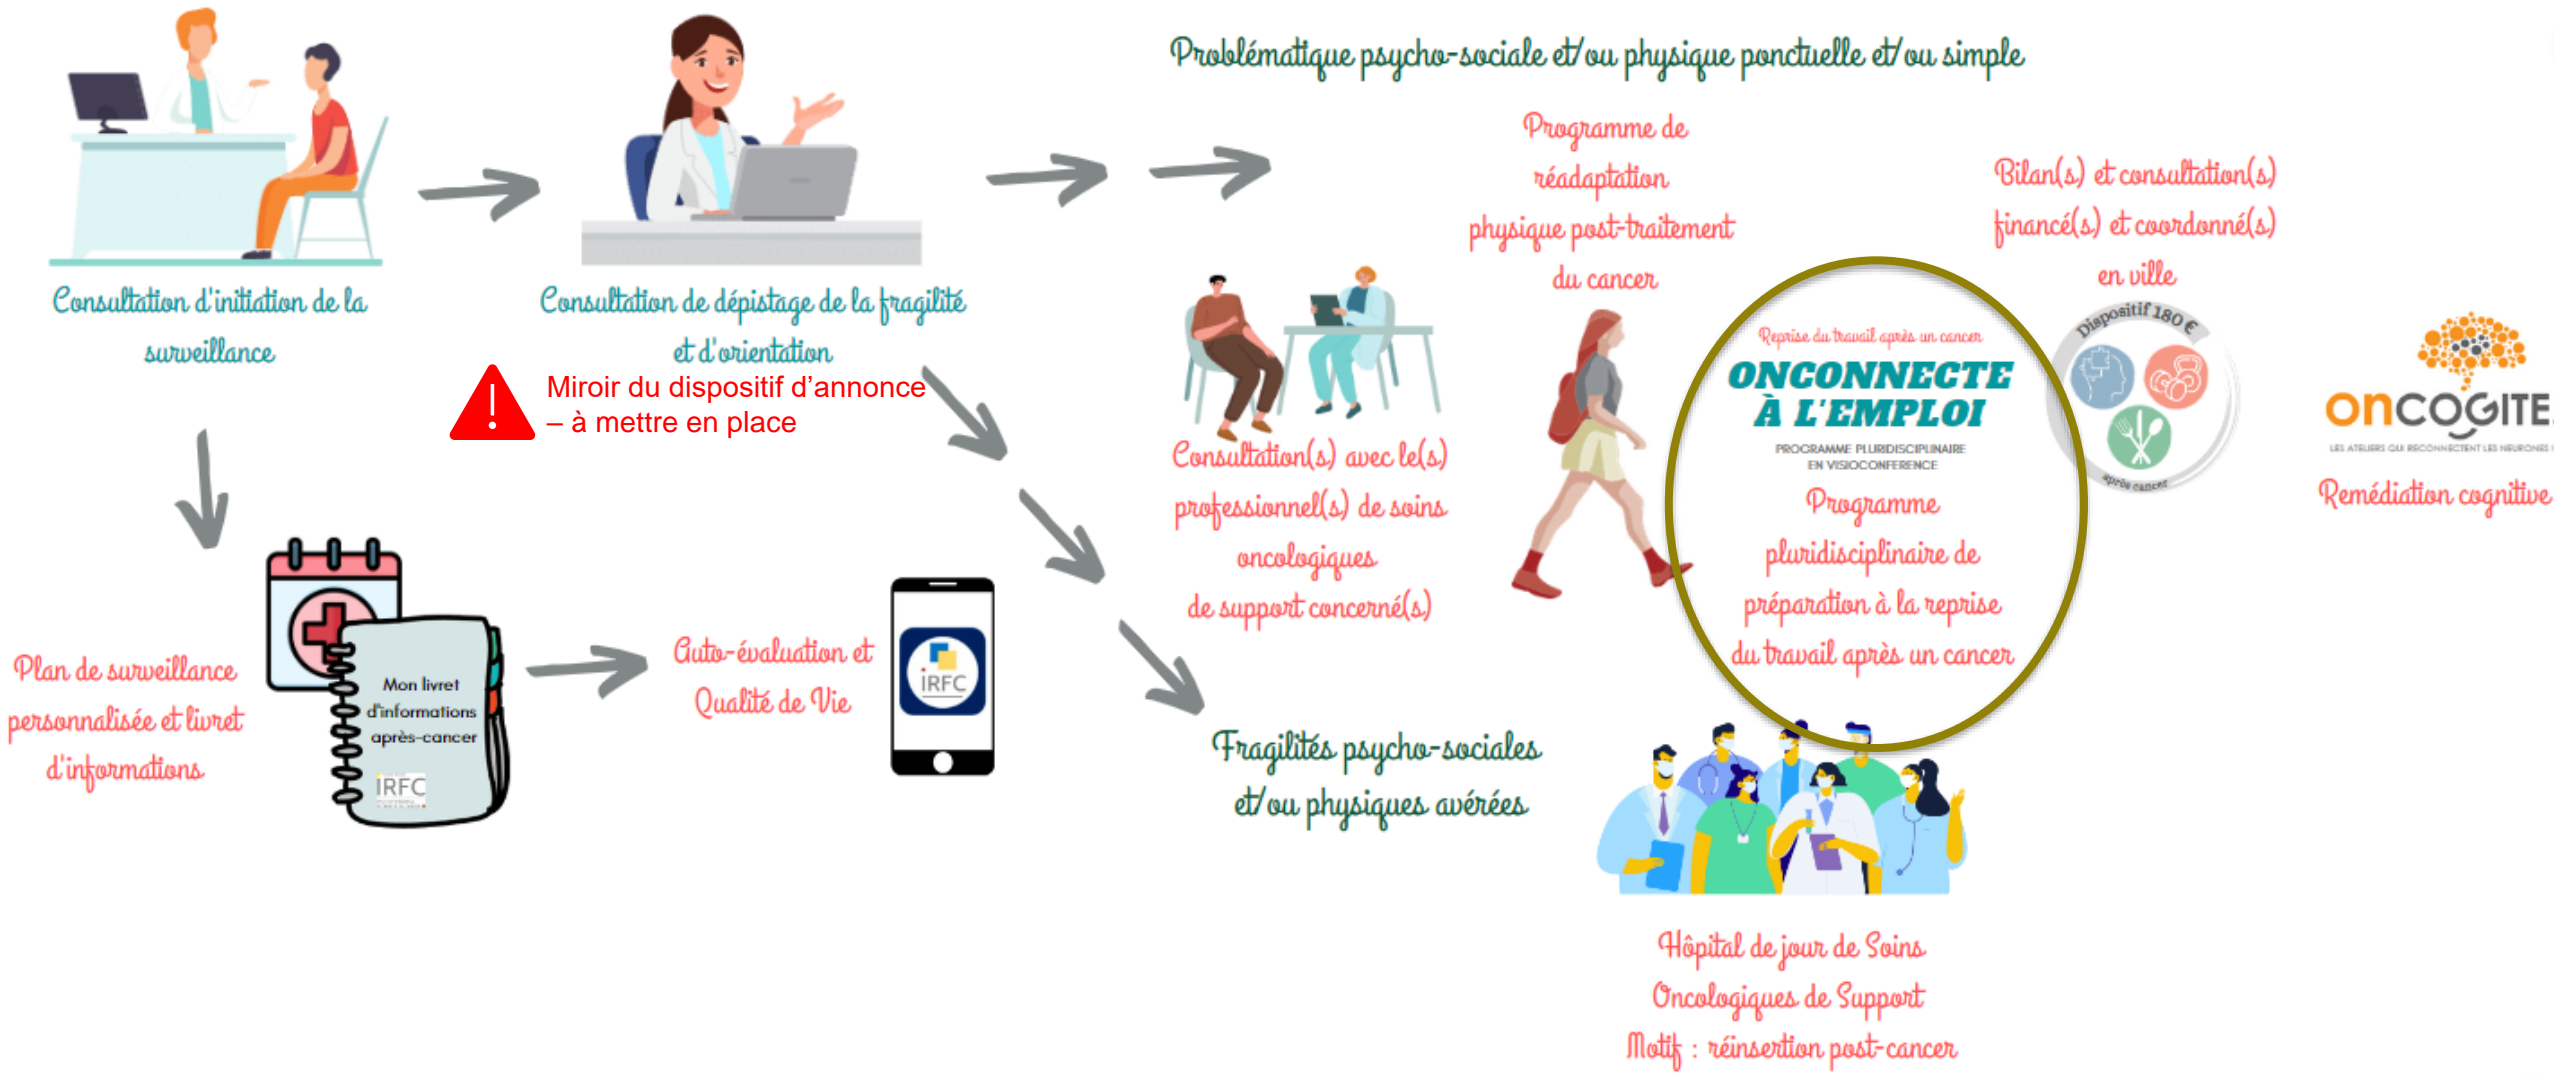 Problématique psycho-sociale et/ou physique ponctuelle et/ou simple
Consultation d'initiation de la
surveillance
Consultation de dépistage de la fragilité
et d'orientation
Miroir du dispositif d'annonce
– à mettre en place
Programme de
réadaptation
physique post-traitement
du cancer
Consultation(s) avec le(s)
professionnel(s) de soins
oncologiques
de support concerné(s)
Reprise du travail après un cancer
ONCONNECTE
À L'EMPLOI
PROGRAMME PLURIDISCIPLINAIRE
EN VISIOCONFERENCE
Programme
pluridisciplinaire de
préparation à la reprise
du travail après un cancer
Bilan(s) et consultation(s)
financé(s) et coordonné(s)
en ville
Dispositif 180 €
après cancer
onCOGITE
LES ATELIERS QUI RECONNECTENT LES NEURONES
Remédiation cognitive
Plan de surveillance
personnalisée et livret
d'informations
Mon livret
d'informations
après-cancer
IRFC
Auto-évaluation et
Qualité de Vie
iRFC
Fragilités psycho-sociales
et/ou physiques avérées
Hôpital de jour de Soins
Oncologiques de Support
Motif : réinsertion post-cancer